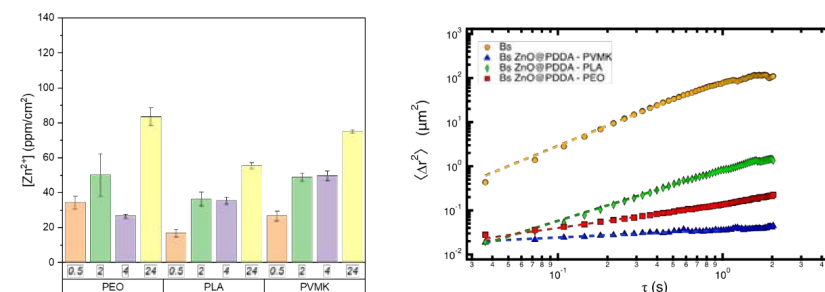 140
120
100
80
60
40
20
0
[Zn²⁺] (ppm/cm²)
0.5 2 4 24 0.5 2 4 24 0.5 2 4 24
PEO PLA PVMK
10³
10²
10¹
10⁰
10⁻¹
10⁻²
⟨Δr²⟩ (μm²)
Bs
Bs ZnO@PDDA - PVMK
Bs ZnO@PDDA - PLA
Bs ZnO@PDDA - PEO
3 4 5 6 7 8 9 2 3 4 5 6 7 8 9 2
10⁻¹ 10⁰
τ (s)